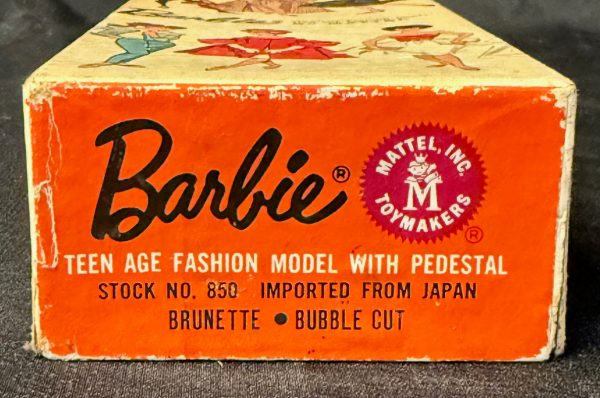 Barbie®
MATTEL, INC.
M
TOYMAKERS
®
TEEN AGE FASHION MODEL WITH PEDESTAL
STOCK NO. 850 IMPORTED FROM JAPAN
BRUNETTE • BUBBLE CUT